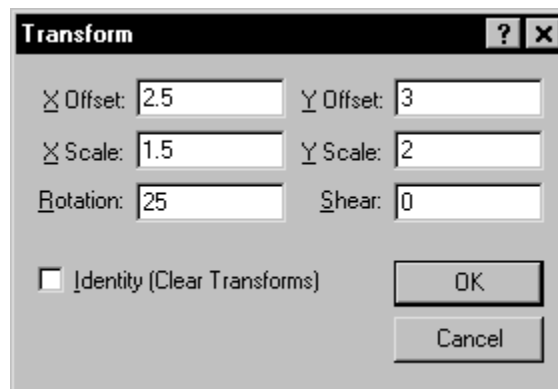 Transform
X Offset: 2.5 Y Offset: 3
X Scale: 1.5 Y Scale: 2
Rotation: 25 Shear: 0
Identity (Clear Transforms) OK
Cancel